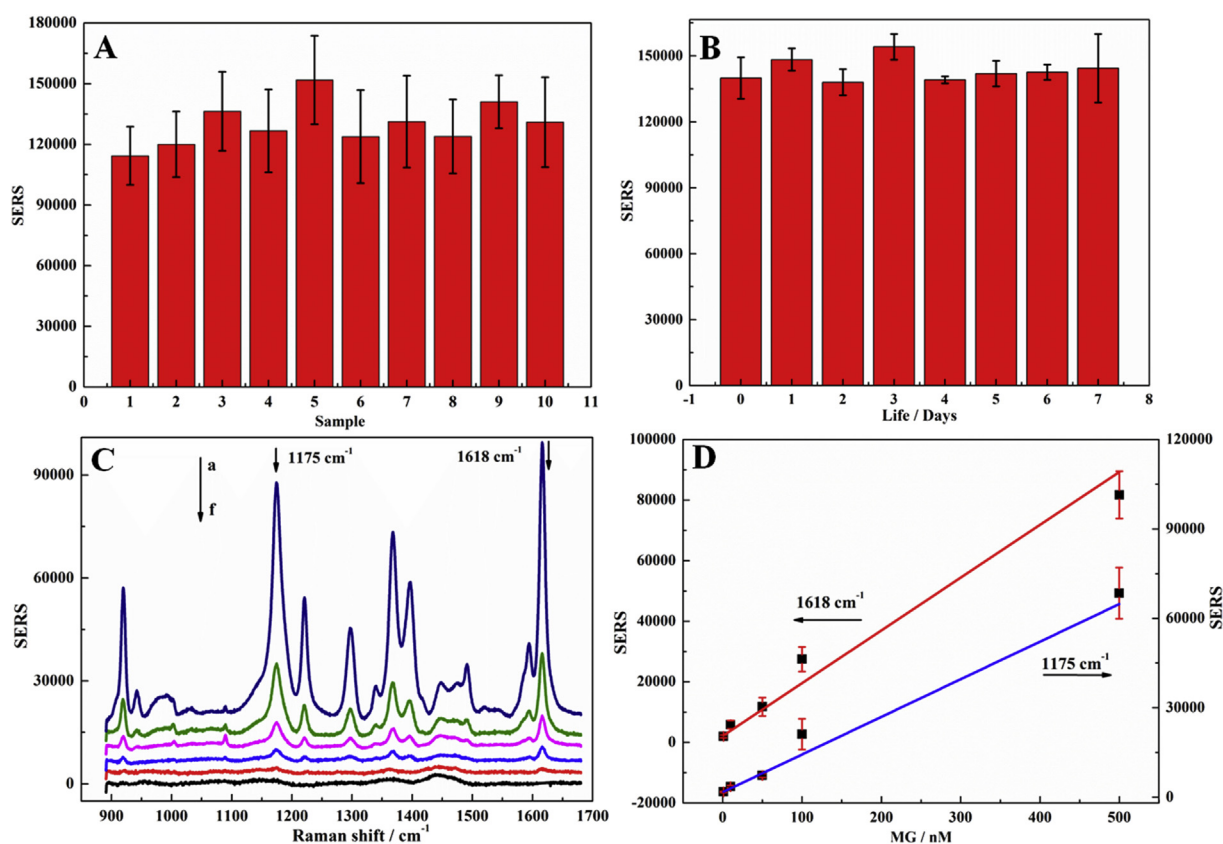 A
180000
150000
120000
90000
60000
30000
0
SERS
0 1 2 3 4 5 6 7 8 9 10 11
Sample
B
150000
120000
90000
60000
30000
0
SERS
-1 0 1 2 3 4 5 6 7 8
Life / Days
C
90000
60000
30000
0
SERS
a
f
1175 cm-1
1618 cm-1
900 1000 1100 1200 1300 1400 1500 1600 1700
Raman shift / cm-1
D
100000
80000
60000
40000
20000
0
-20000
SERS
1618 cm-1
1175 cm-1
120000
90000
60000
30000
0
SERS
0 100 200 300 400 500
MG / nM